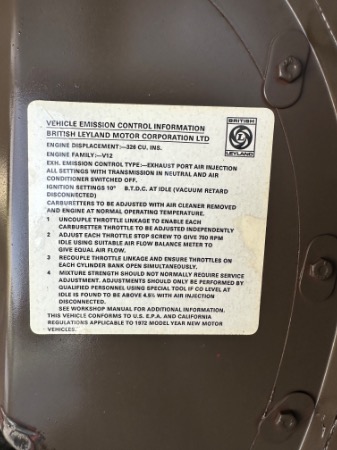 VEHICLE EMISSION CONTROL INFORMATION
BRITISH LEYLAND MOTOR CORPORATION LTD
BRITISH
L
LEYLAND
ENGINE DISPLACEMENT:—326 CU. INS.
ENGINE FAMILY:—V12
EXH. EMISSION CONTROL TYPE:—EXHAUST PORT AIR INJECTION
ALL SETTINGS WITH TRANSMISSION IN NEUTRAL AND AIR
CONDITIONER SWITCHED OFF.
IGNITION SETTINGS 10° B.T.D.C. AT IDLE (VACUUM RETARD
DISCONNECTED)
CARBURETTERS TO BE ADJUSTED WITH AIR CLEANER REMOVED
AND ENGINE AT NORMAL OPERATING TEMPERATURE.
1 UNCOUPLE THROTTLE LINKAGE TO ENABLE EACH
CARBURETTER THROTTLE TO BE ADJUSTED INDEPENDENTLY
2 ADJUST EACH THROTTLE STOP SCREW TO GIVE 750 RPM
IDLE USING SUITABLE AIR FLOW BALANCE METER TO
GIVE EQUAL AIR FLOW.
3 RECOUPLE THROTTLE LINKAGE AND ENSURE THROTTLES ON
EACH CYLINDER BANK OPEN SIMULTANEOUSLY.
4 MIXTURE STRENGTH SHOULD NOT NORMALLY REQUIRE SERVICE
ADJUSTMENT. ADJUSTMENTS SHOULD ONLY BE PERFORMED BY
QUALIFIED PERSONNEL USING SPECIAL TOOL IF CO LEVEL AT
IDLE IS FOUND TO BE ABOVE 4.5% WITH AIR INJECTION
DISCONNECTED.
SEE WORKSHOP MANUAL FOR ADDITIONAL INFORMATION.
THIS VEHICLE CONFORMS TO U.S. E.P.A. AND CALIFORNIA
REGULATIONS APPLICABLE TO 1972 MODEL YEAR NEW MOTOR
VEHICLES.